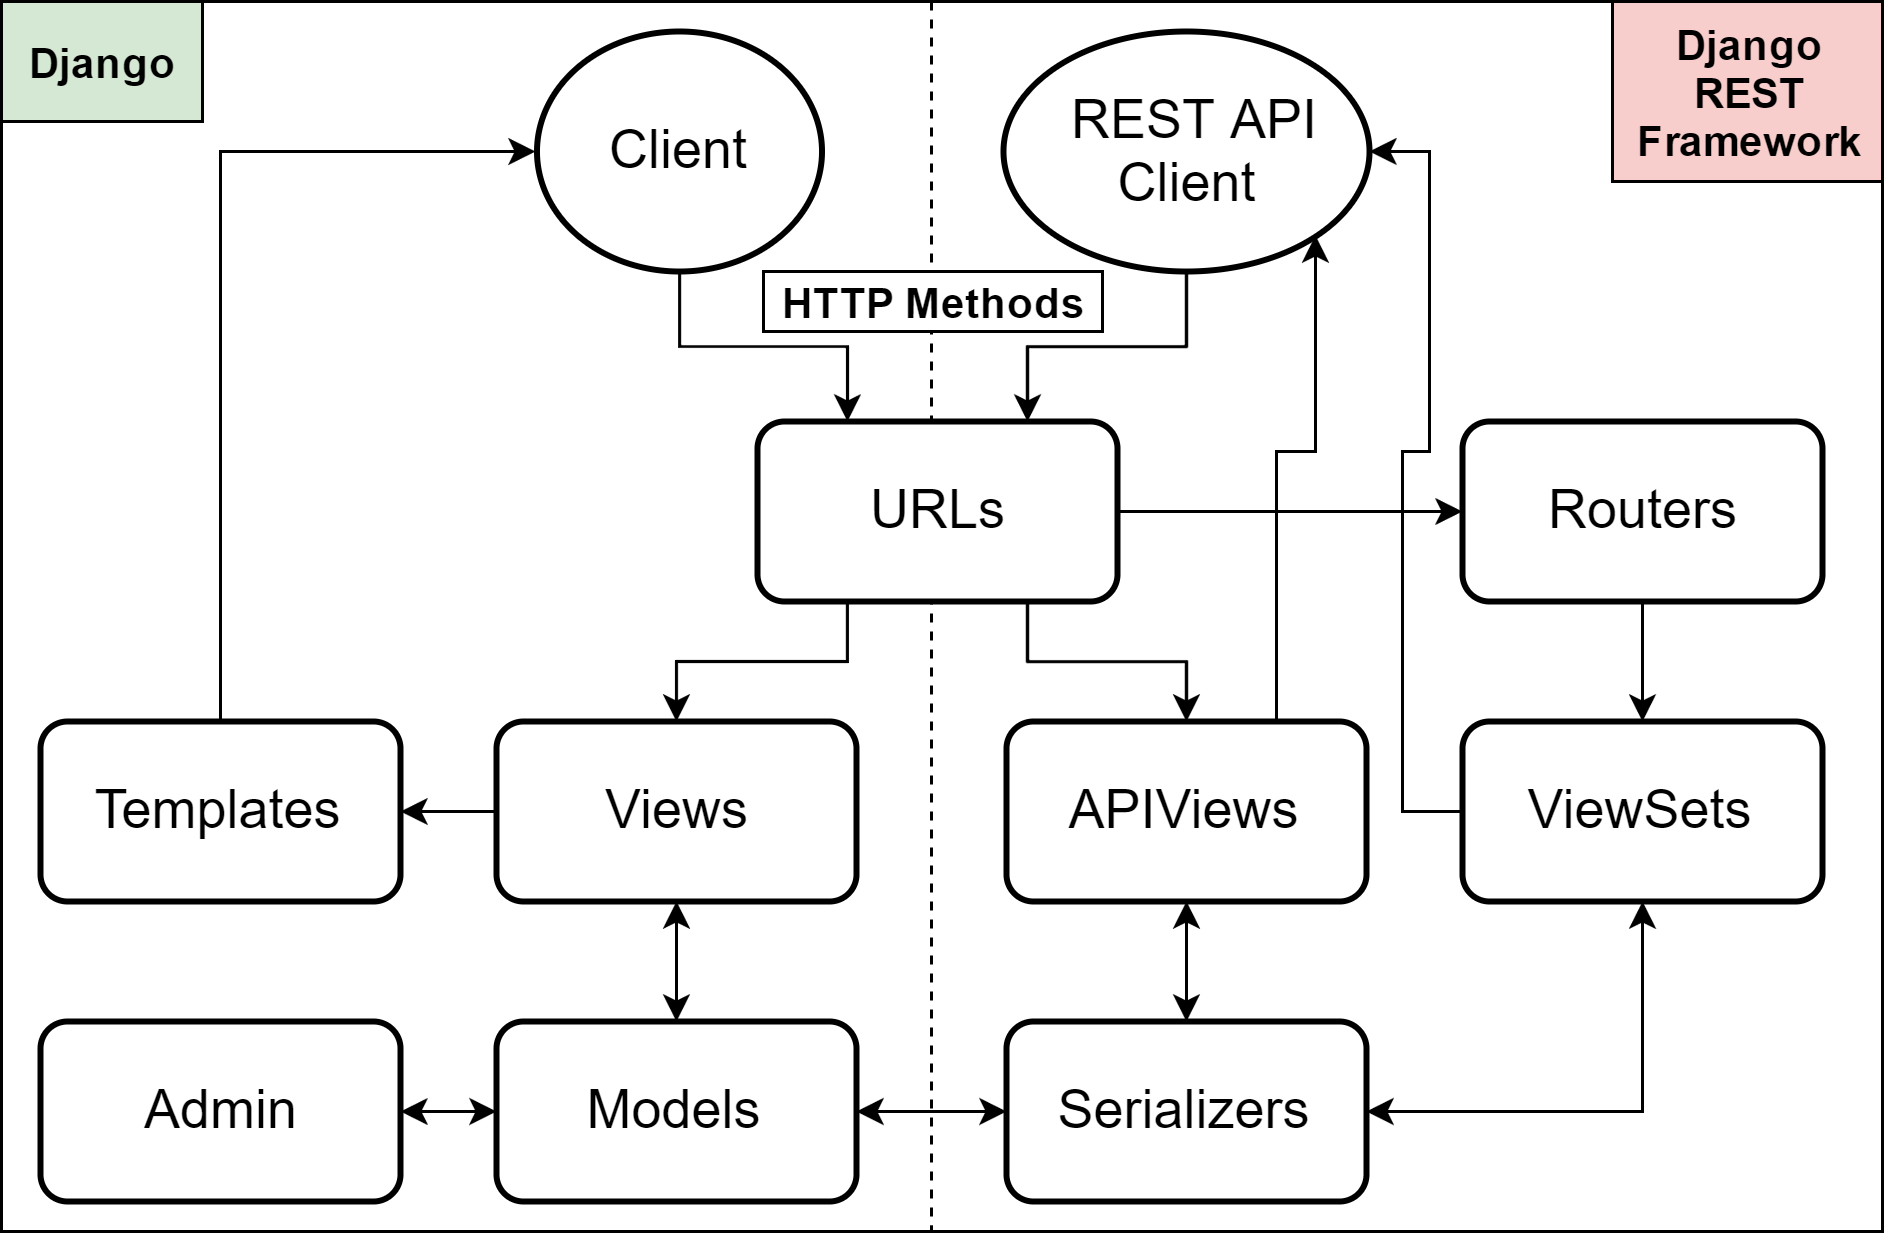 Django
Django
REST
Framework
Client
REST API
Client
HTTP Methods
URLs
Routers
Templates
Views
APIViews
ViewSets
Admin
Models
Serializers